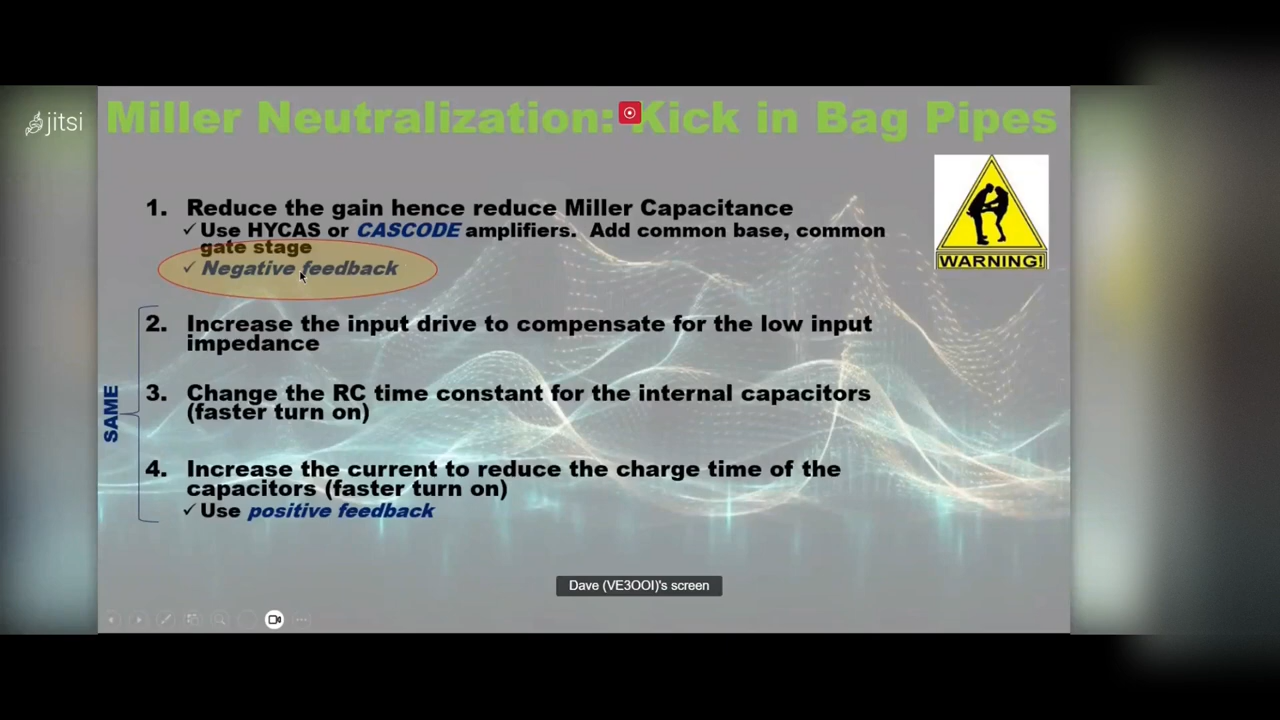 jitsi
Miller Neutralization: Kick in Bag Pipes
1. Reduce the gain hence reduce Miller Capacitance
✓ Use HYCAS or CASCODE amplifiers. Add common base, common
gate stage
✓ Negative feedback
WARNING!
2. Increase the input drive to compensate for the low input
impedance
3. Change the RC time constant for the internal capacitors
(faster turn on)
SAME
4. Increase the current to reduce the charge time of the
capacitors (faster turn on)
✓ Use positive feedback
Dave (VE3OOI)'s screen